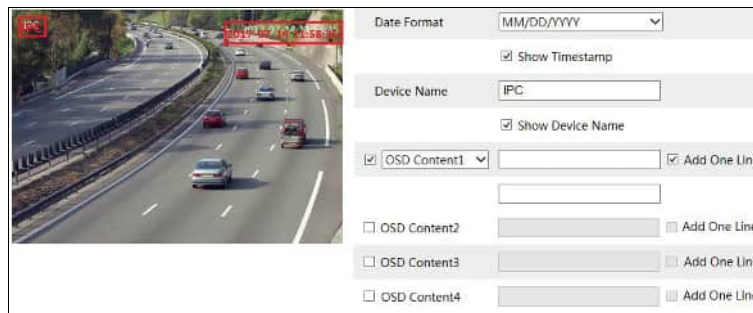 IPC
Date Format MM/DD/YYYY
Show Timestamp
Device Name IPC
Show Device Name
OSD Content1 Add One Lin
OSD Content2 Add One Line
OSD Content3 Add One Lin
OSD Content4 Add One Lin